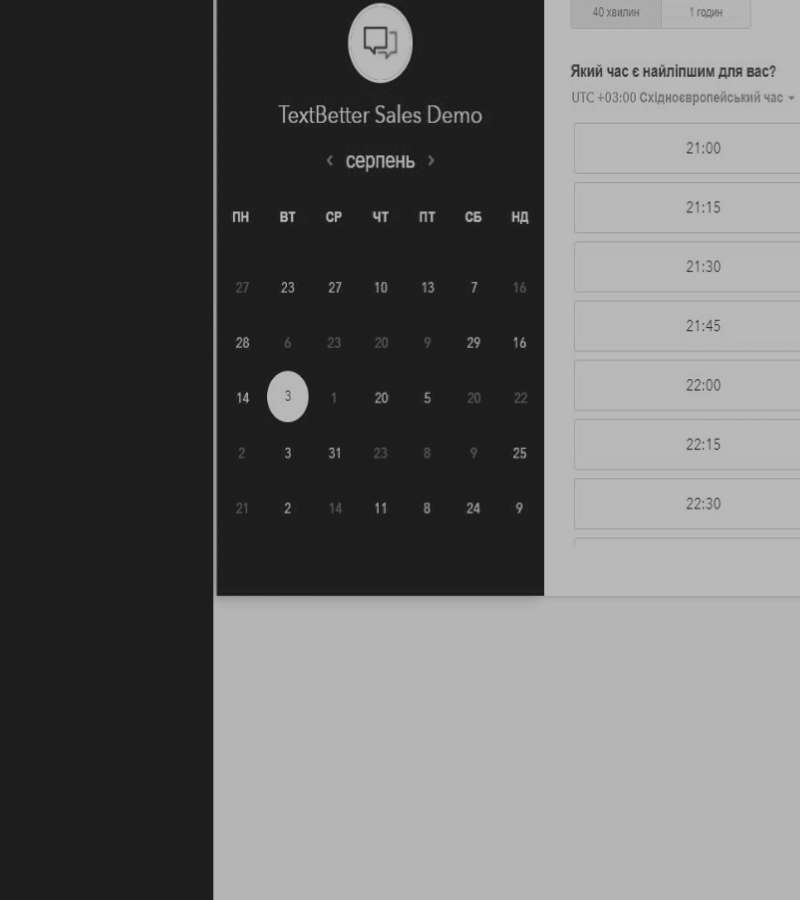 TextBetter Sales Demo
‹ серпень ›
ПН ВТ СР ЧТ ПТ СБ НД
27 23 27 10 13 7 16
28 6 23 20 9 29 16
14 3 1 20 5 20 22
2 3 31 23 8 9 25
21 2 14 11 8 24 9
40 хвилин 1 годин
Який час є найліпшим для вас?
UTC +03:00 Східноєвропейський час
21:00
21:15
21:30
21:45
22:00
22:15
22:30